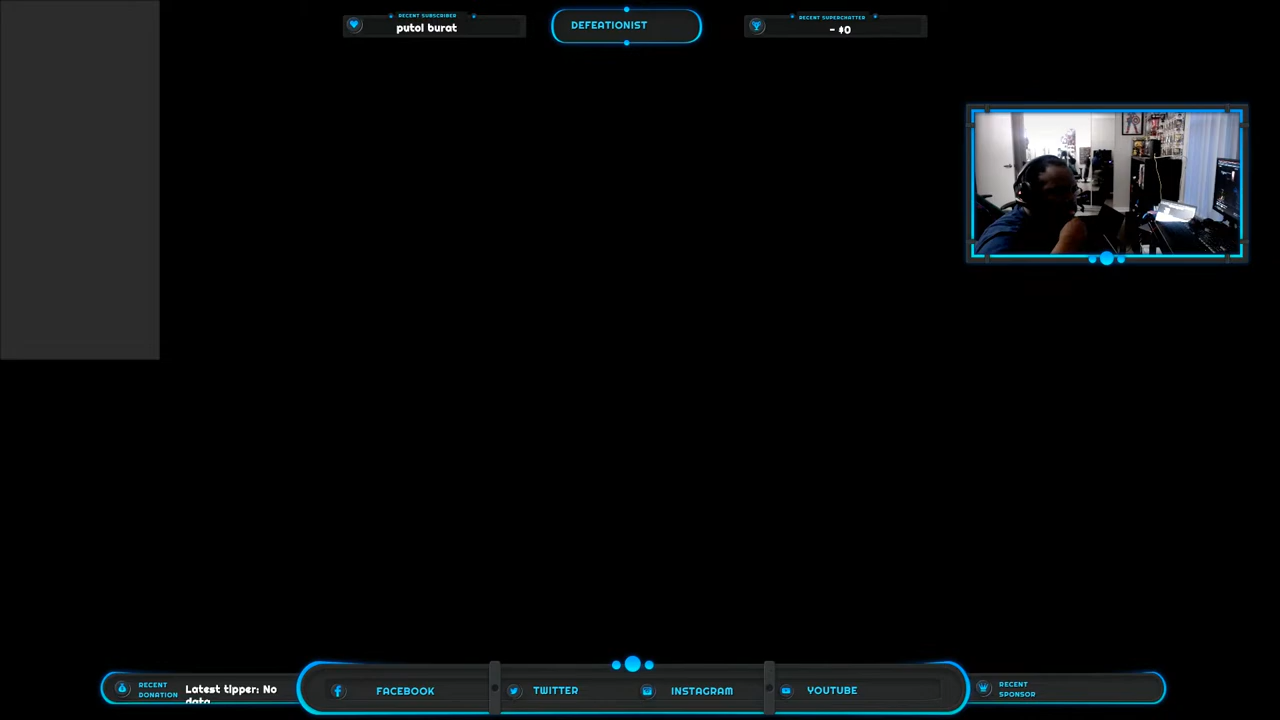 RECENT SUBSCRIBER
putol burat
DEFEATIONIST
RECENT SUPERCHATTER
- $0
RECENT
DONATION
Latest tipper: No
data
FACEBOOK
TWITTER
INSTAGRAM
YOUTUBE
RECENT
SPONSOR